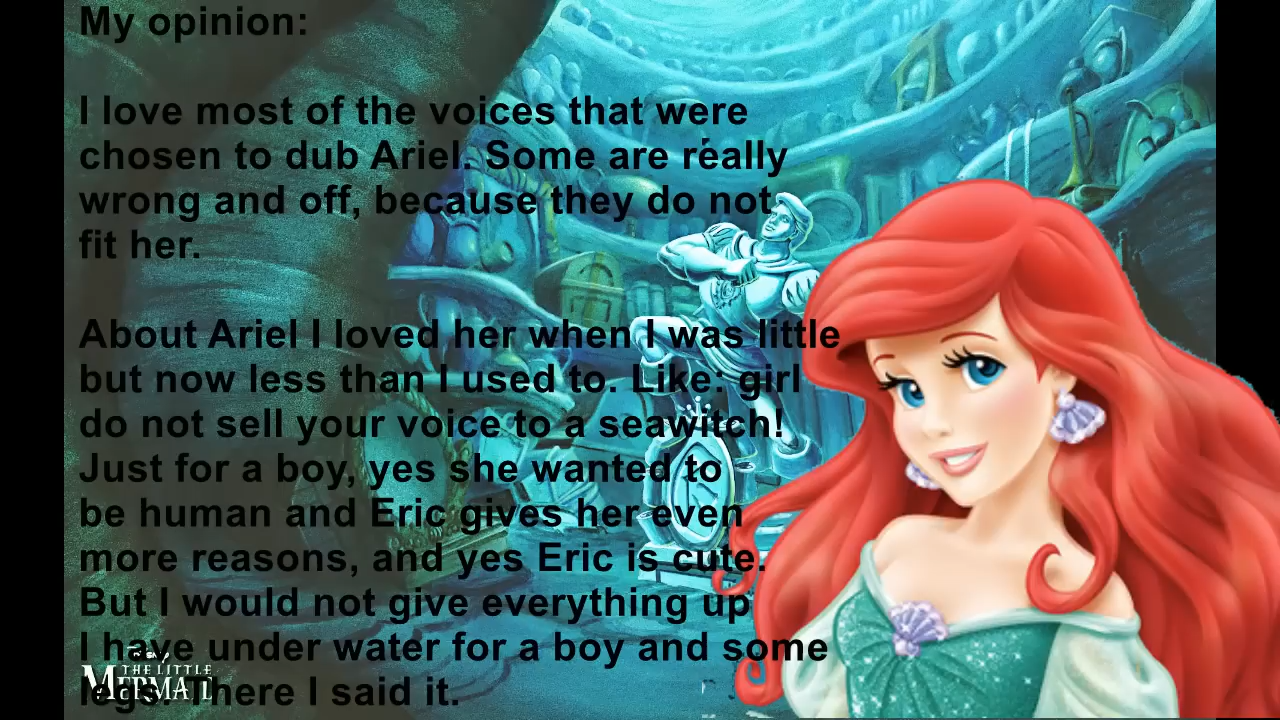 My opinion:
I love most of the voices that were
chosen to dub Ariel. Some are really
wrong and off, because they do not
fit her.
About Ariel I loved her when I was little
but now less than I used to. Like: girl
do not sell your voice to a seawitch!
Just for a boy, yes she wanted to
be human and Eric gives her even
more reasons, and yes Eric is cute.
But I would not give everything up
I have under water for a boy and some
legs! There I said it.
THE LITTLE
MERMAID